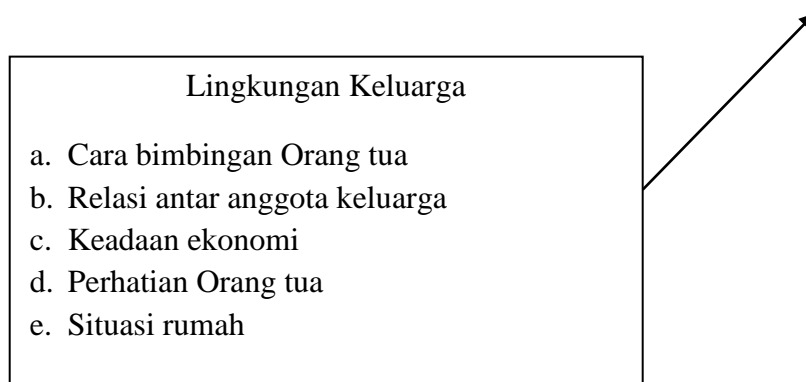 Lingkungan Keluarga
a. Cara bimbingan Orang tua
b. Relasi antar anggota keluarga
c. Keadaan ekonomi
d. Perhatian Orang tua
e. Situasi rumah